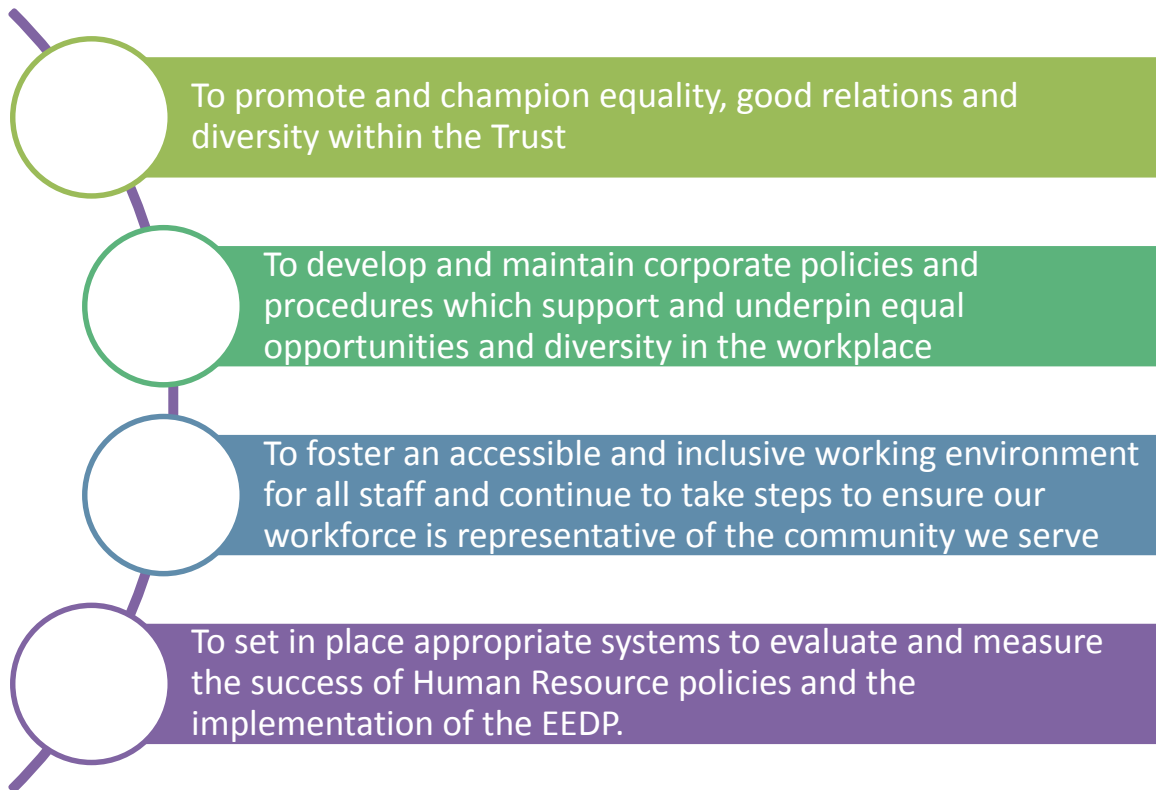 To promote and champion equality, good relations and
diversity within the Trust
To develop and maintain corporate policies and
procedures which support and underpin equal
opportunities and diversity in the workplace
To foster an accessible and inclusive working environment
for all staff and continue to take steps to ensure our
workforce is representative of the community we serve
To set in place appropriate systems to evaluate and measure
the success of Human Resource policies and the
implementation of the EEDP.